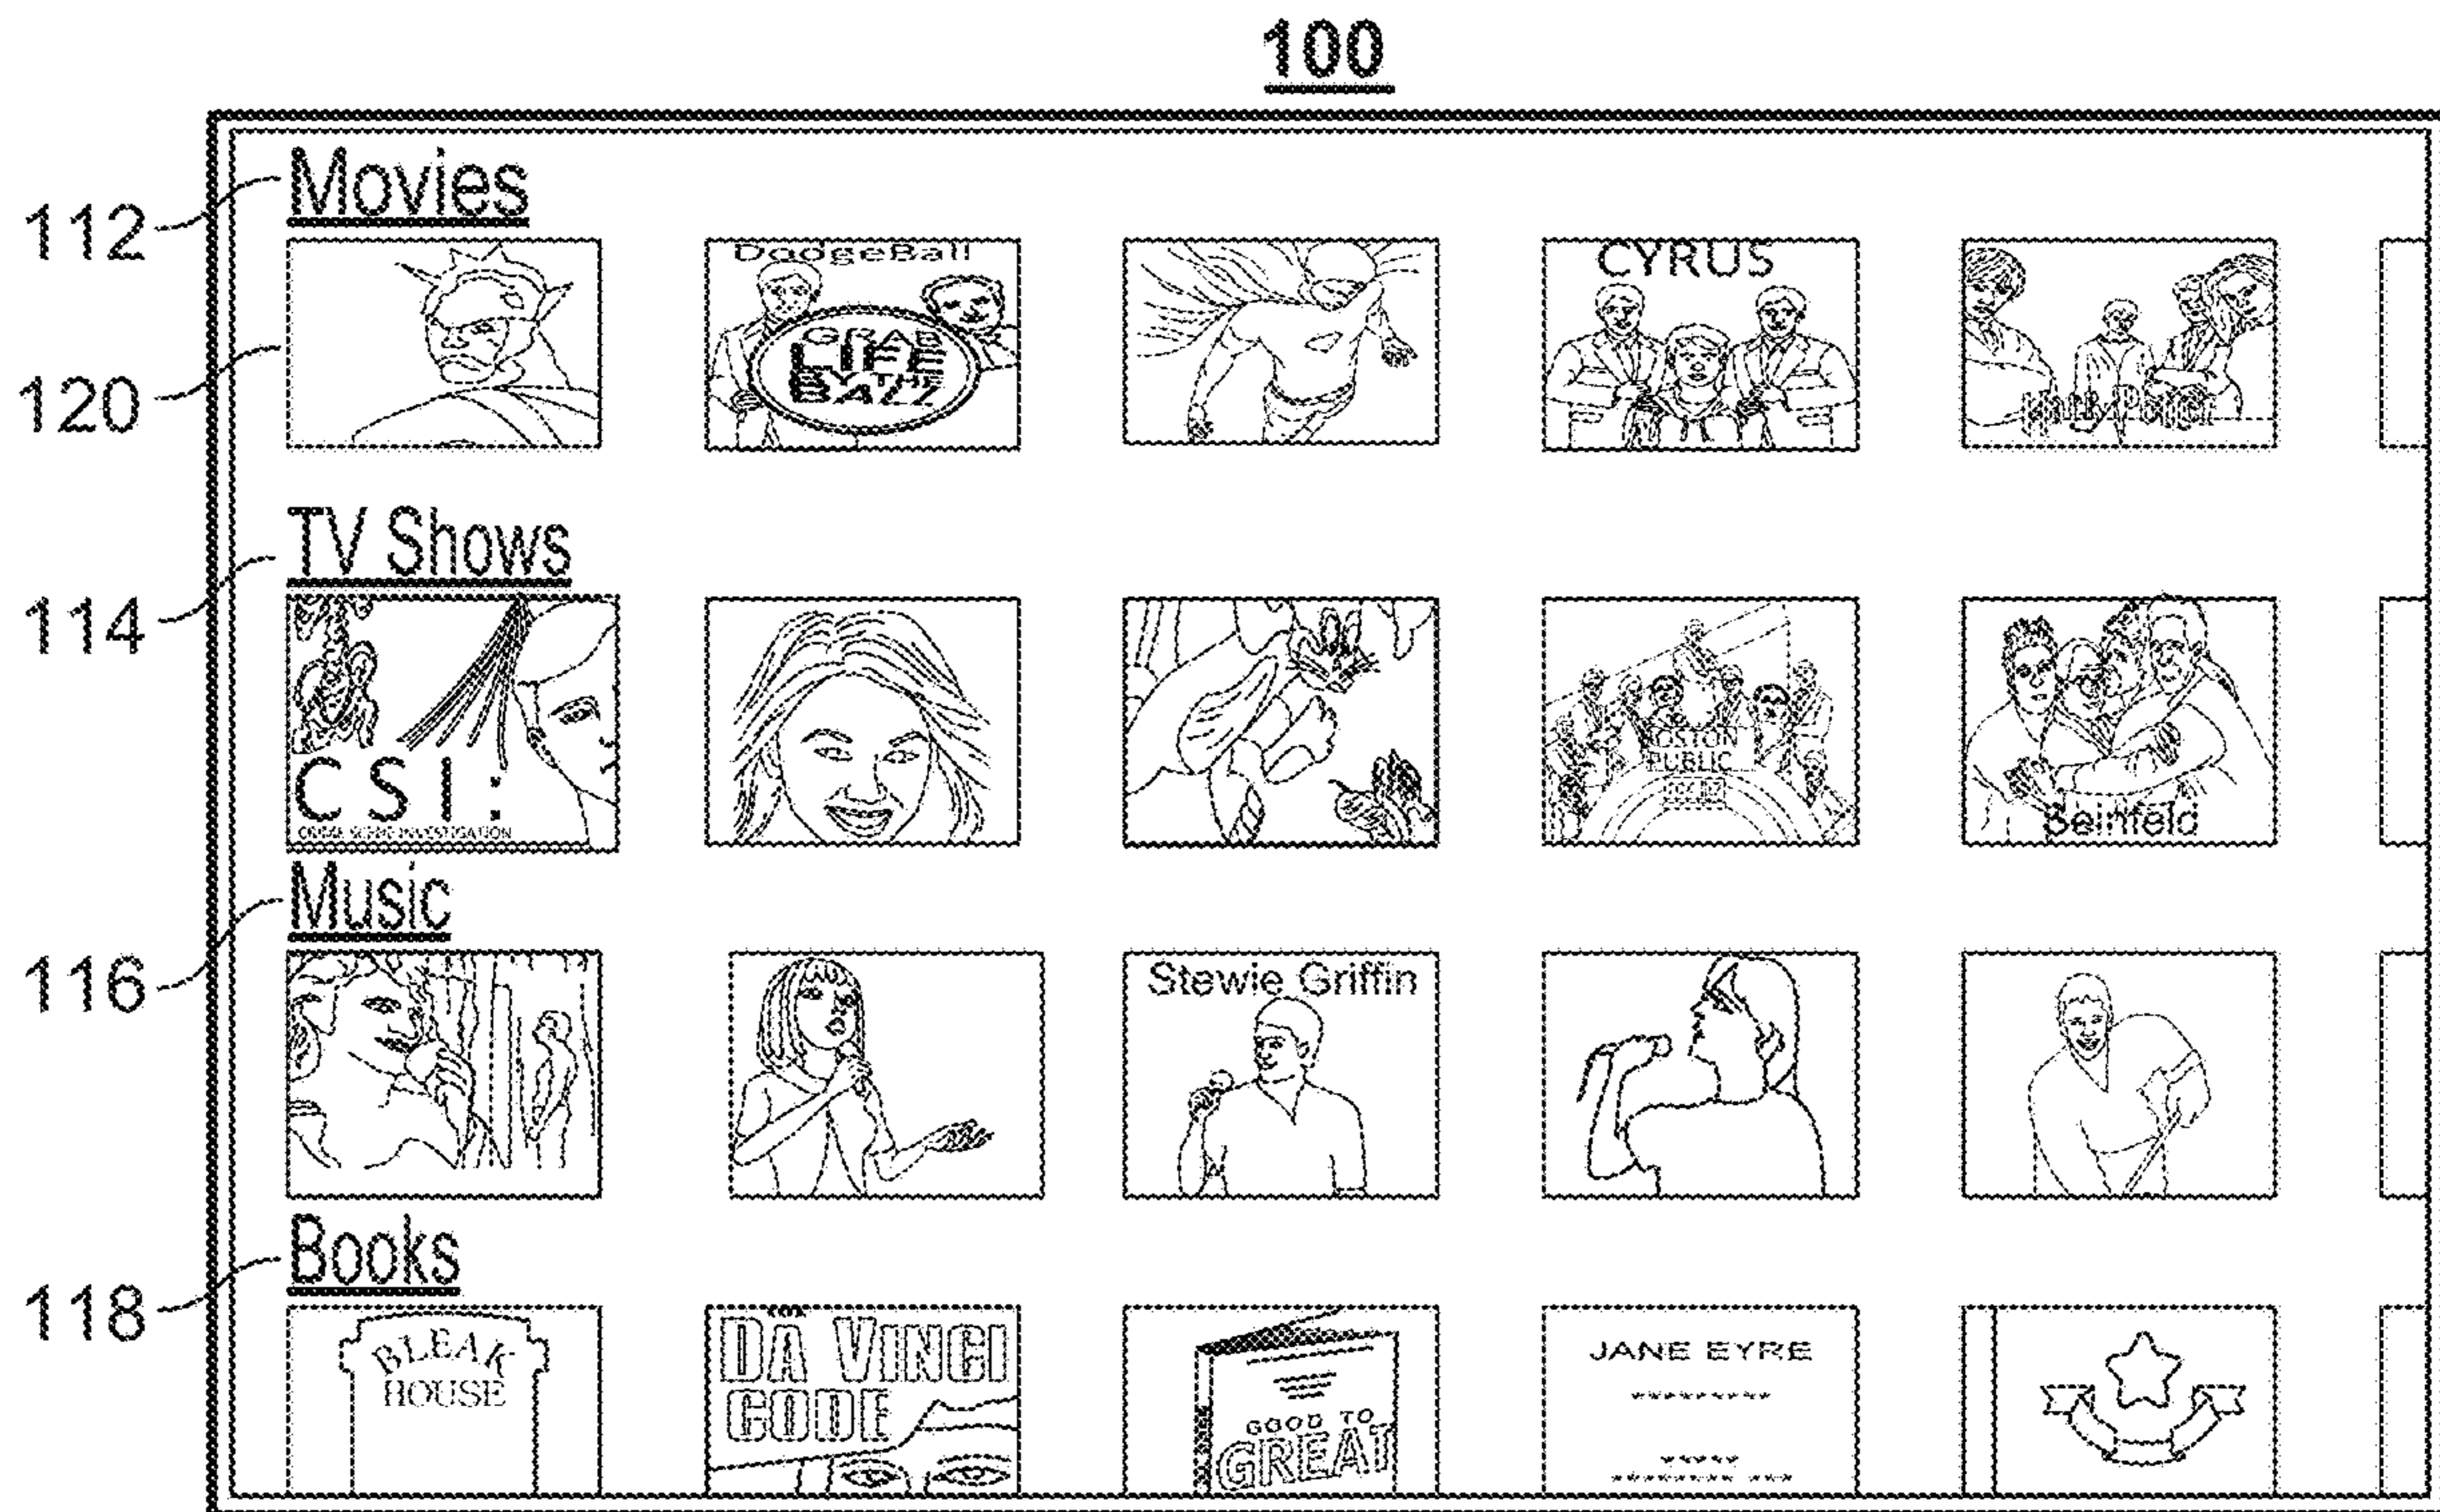 100
112
Movies
120
DodgeBall
GRAB
LIFE
BY THE
BALL
CYRUS
114
TV Shows
CSI:
CRIME SCENE INVESTIGATION
BOSTON
PUBLIC
Seinfeld
116
Music
Stewie Griffin
118
Books
BLEAK
HOUSE
DA VINCI
CODE
GOOD TO
GREAT
JANE EYRE